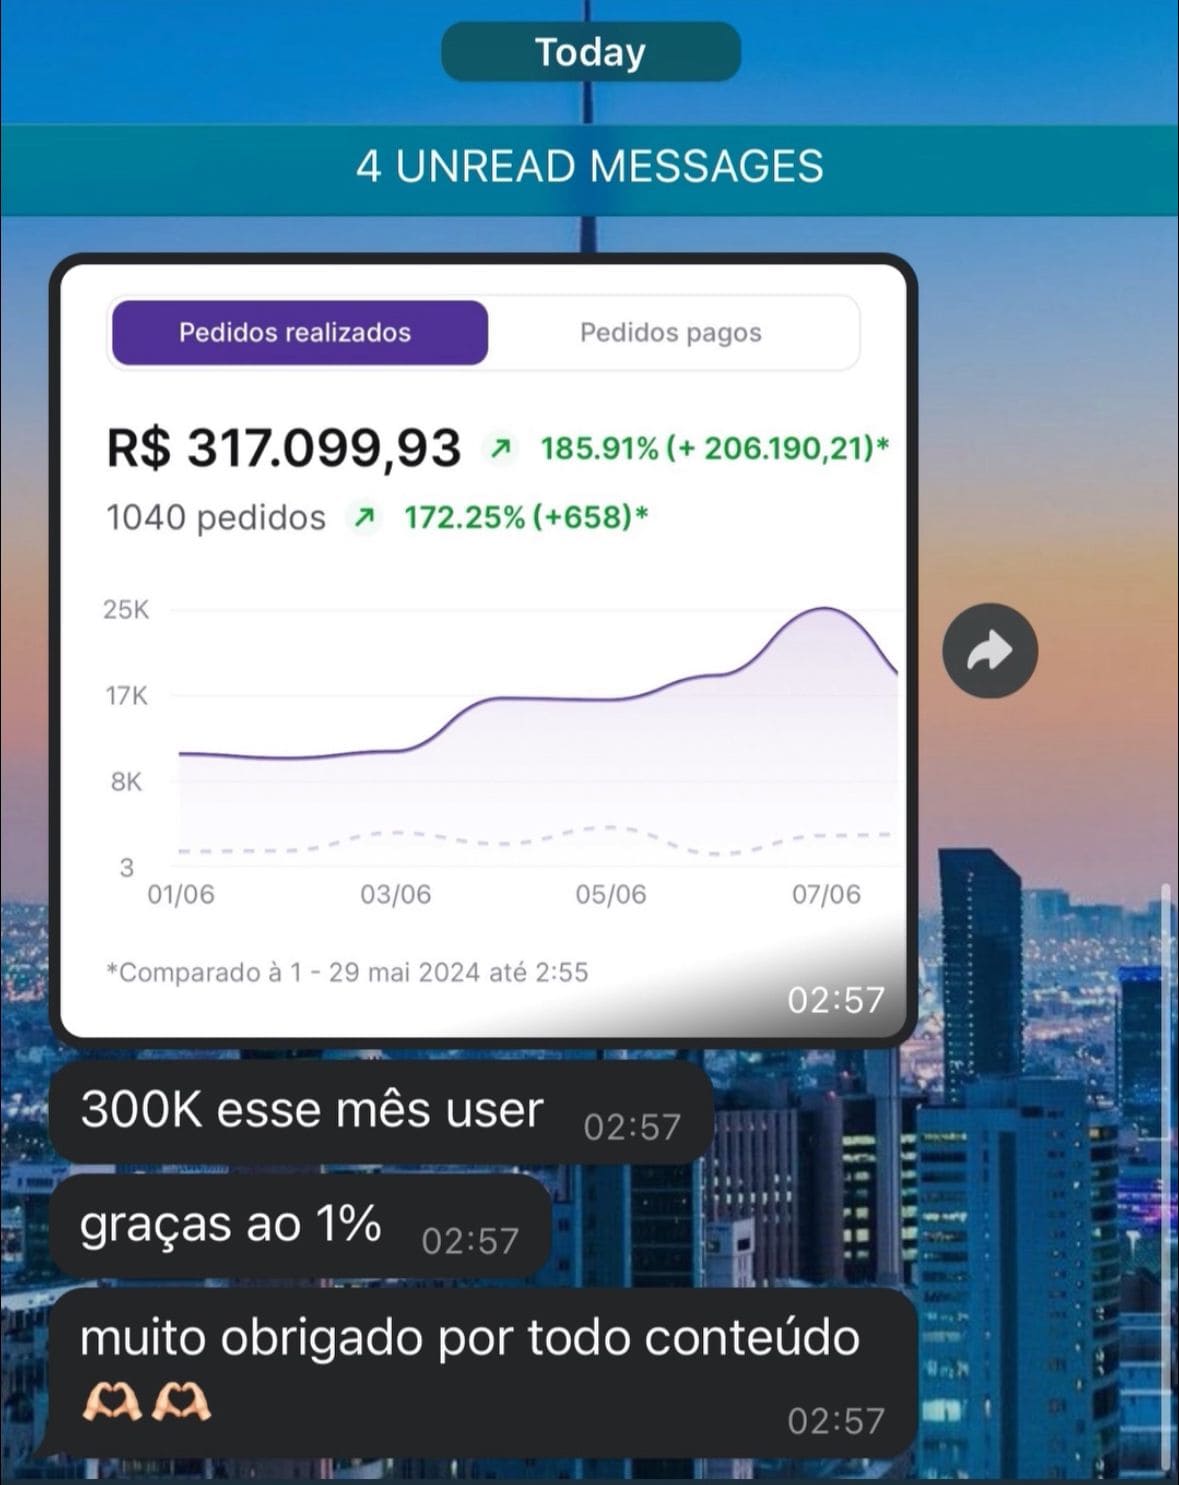 Today
4 UNREAD MESSAGES
Pedidos realizados Pedidos pagos
R$ 317.099,93 185.91% (+ 206.190,21)*
1040 pedidos 172.25% (+658)*
25K
17K
8K
3
01/06 03/06 05/06 07/06
*Comparado à 1 - 29 mai 2024 até 2:55
02:57
300K esse mês user 02:57
graças ao 1% 02:57
muito obrigado por todo conteúdo
🫶🏻🫶🏻 02:57